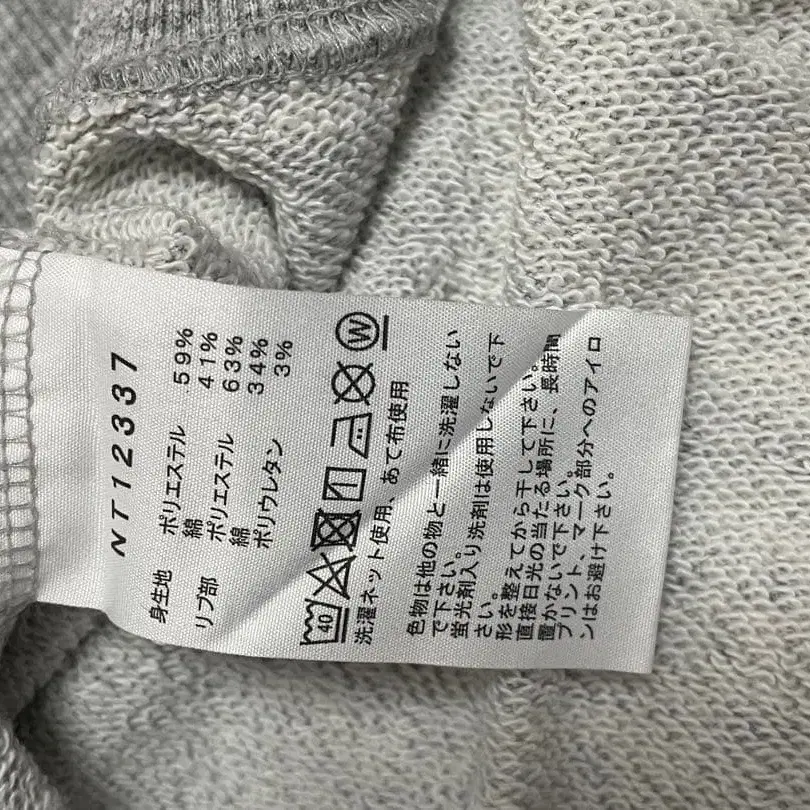 NT12337
身生地 ポリエステル 59%
綿 41%
リブ部 ポリエステル 63%
綿 34%
ポリウレタン 3%
40 W
洗濯ネット使用、あて布使用
色物は他の物と一緒に洗濯しない
で下さい。
蛍光剤入り洗剤は使用しないで下
さい。
形を整えてから干して下さい。
直接日光の当たる場所に、長時間
置かないで下さい。
プリント、マーク部分へのアイロ
ンはお避け下さい。